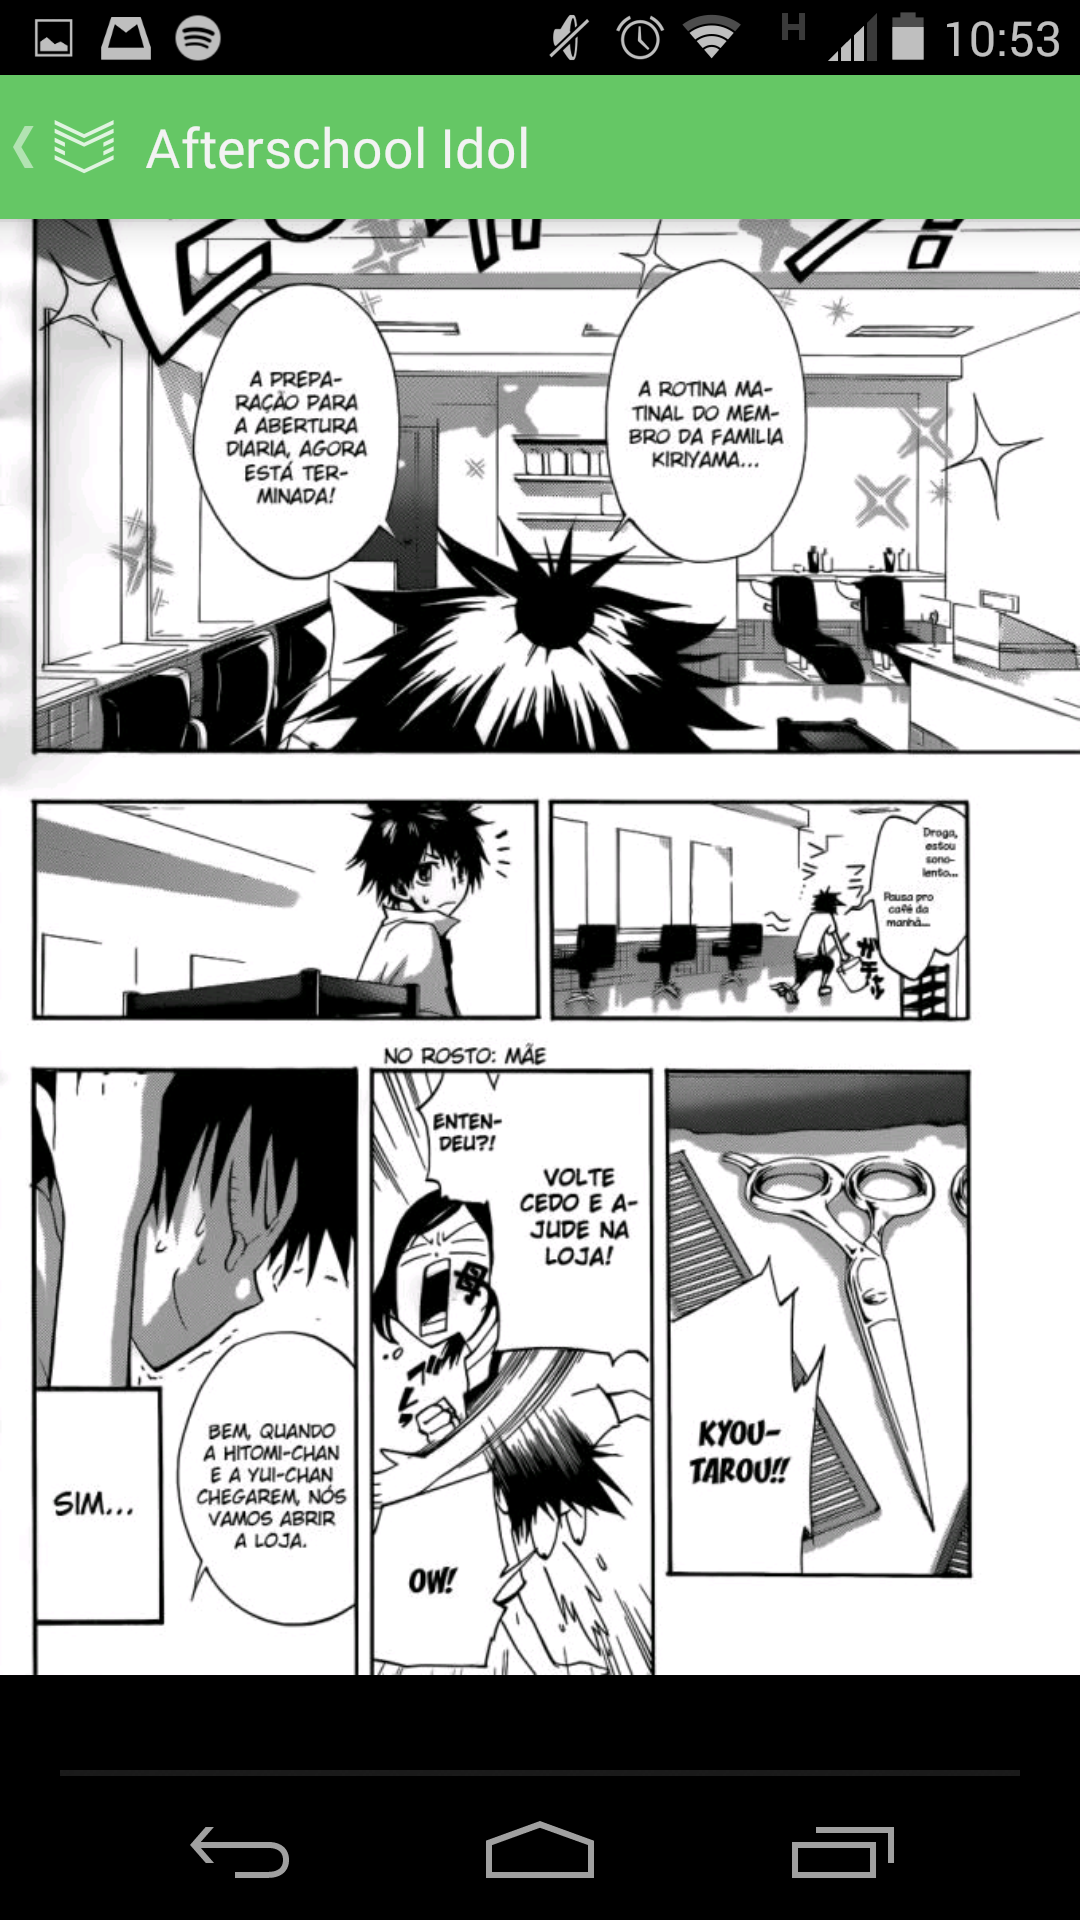 10:53
Afterschool Idol
A ROTINA MA-
TINAL DO MEM-
BRO DA FAMILIA
KIRIYAMA...
A PREPA-
RAÇÃO PARA
A ABERTURA
DIARIA, AGORA
ESTÁ TER-
MINADA!
Droga,
estou
sono-
lento...
Pausa pro
café da
manhã...
NO ROSTO: MÃE
KYOU-
TAROU!!
VOLTE
CEDO E A-
JUDE NA
LOJA!
ENTEN-
DEU?!
OW!
BEM, QUANDO
A HITOMI-CHAN
E A YUI-CHAN
CHEGAREM, NÓS
VAMOS ABRIR
A LOJA.
SIM...